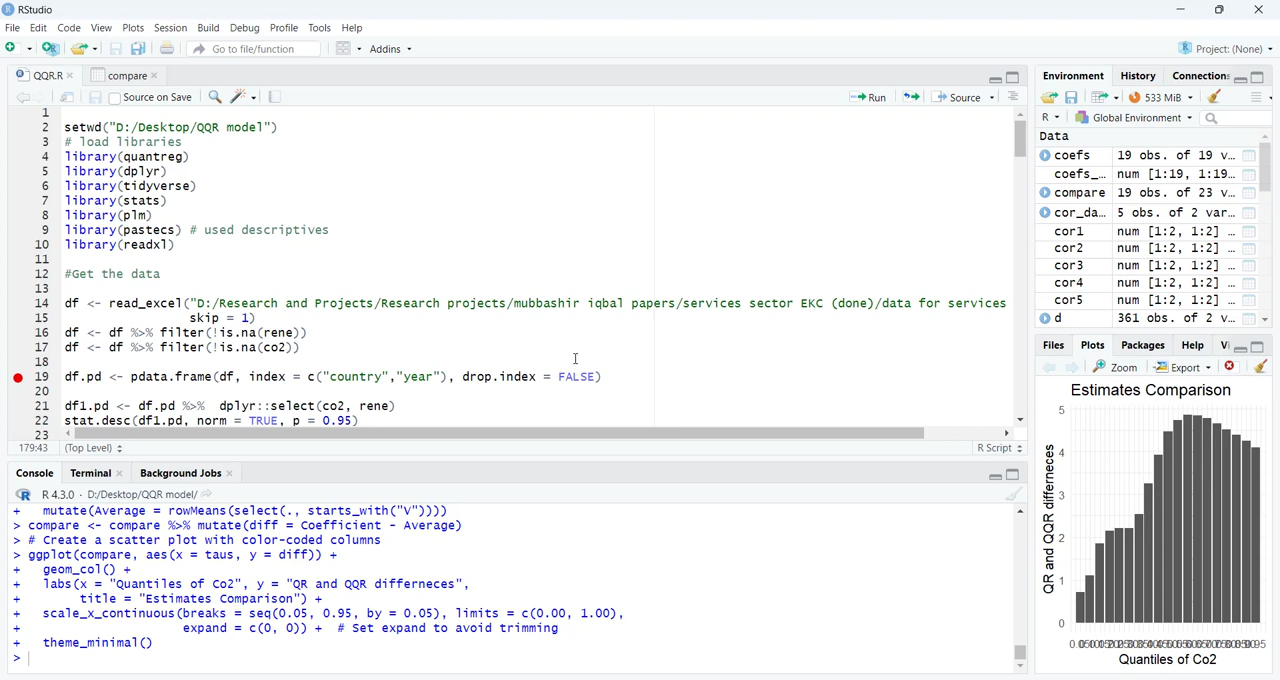 RStudio
File Edit Code View Plots Session Build Debug Profile Tools Help
Go to file/function Addins Project: (None)
QQR.R compare
Source on Save Run Source
1
2 setwd("D:/Desktop/QQR model")
3 # load libraries
4 library(quantreg)
5 library(dplyr)
6 library(tidyverse)
7 library(stats)
8 library(plm)
9 library(pastecs) # used descriptives
10 library(readxl)
11
12 #Get the data
13
14 df <- read_excel("D:/Research and Projects/Research projects/mubbashir iqbal papers/services sector EKC (done)/data for services
15 skip = 1)
16 df <- df %>% filter(!is.na(rene))
17 df <- df %>% filter(!is.na(co2))
18
19 df.pd <- pdata.frame(df, index = c("country","year"), drop.index = FALSE)
20
21 df1.pd <- df.pd %>% dplyr::select(co2, rene)
22 stat.desc(df1.pd, norm = TRUE, p = 0.95)
23
179:43 (Top Level) R Script
Console Terminal Background Jobs
R 4.3.0 · D:/Desktop/QQR model/
+ mutate(Average = rowMeans(select(., starts_with("V"))))
> compare <- compare %>% mutate(diff = Coefficient - Average)
> # Create a scatter plot with color-coded columns
> ggplot(compare, aes(x = taus, y = diff)) +
+ geom_col() +
+ labs(x = "Quantiles of Co2", y = "QR and QQR differneces",
+ title = "Estimates Comparison") +
+ scale_x_continuous(breaks = seq(0.05, 0.95, by = 0.05), limits = c(0.00, 1.00),
+ expand = c(0, 0)) + # Set expand to avoid trimming
+ theme_minimal()
>
Environment History Connections
533 MiB
R Global Environment
Data
coefs 19 obs. of 19 v…
coefs_… num [1:19, 1:19…
compare 19 obs. of 23 v…
cor_da… 5 obs. of 2 var…
cor1 num [1:2, 1:2] …
cor2 num [1:2, 1:2] …
cor3 num [1:2, 1:2] …
cor4 num [1:2, 1:2] …
cor5 num [1:2, 1:2] …
d 361 obs. of 2 v…
Files Plots Packages Help Vi
Zoom Export
Estimates Comparison
QR and QQR differneces
5
4
3
2
1
0
Quantiles of Co2